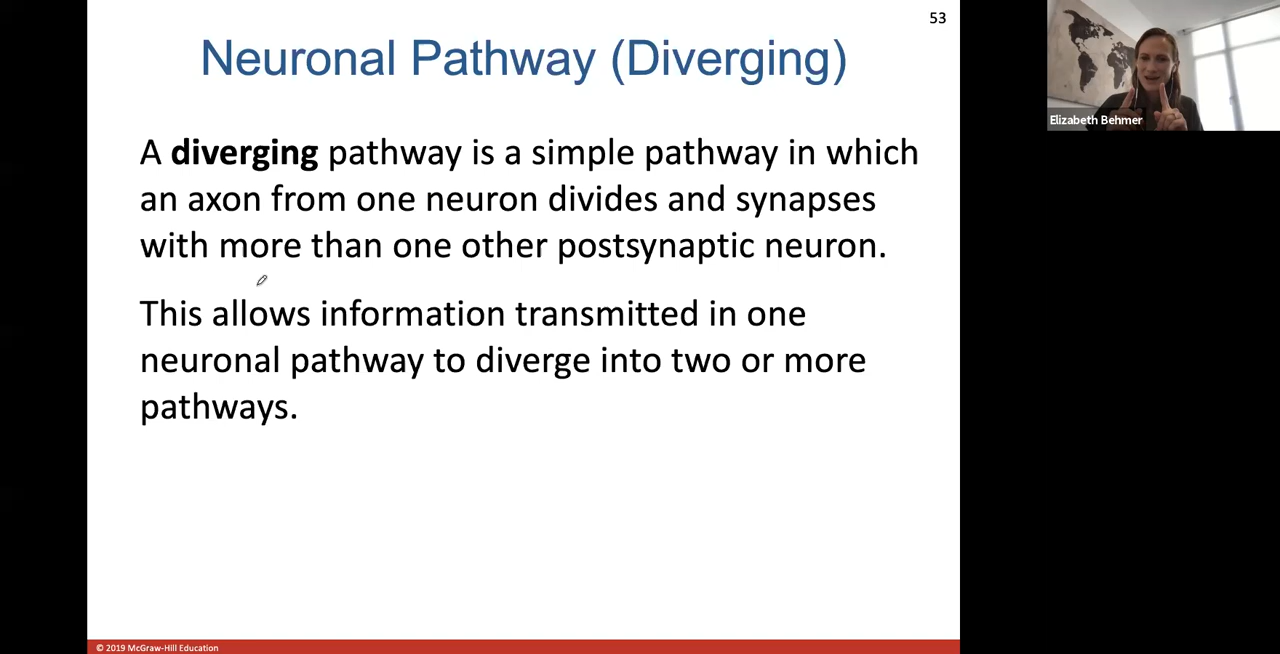 53
Neuronal Pathway (Diverging)
A diverging pathway is a simple pathway in which
an axon from one neuron divides and synapses
with more than one other postsynaptic neuron.
This allows information transmitted in one
neuronal pathway to diverge into two or more
pathways.
© 2019 McGraw-Hill Education
Elizabeth Behmer